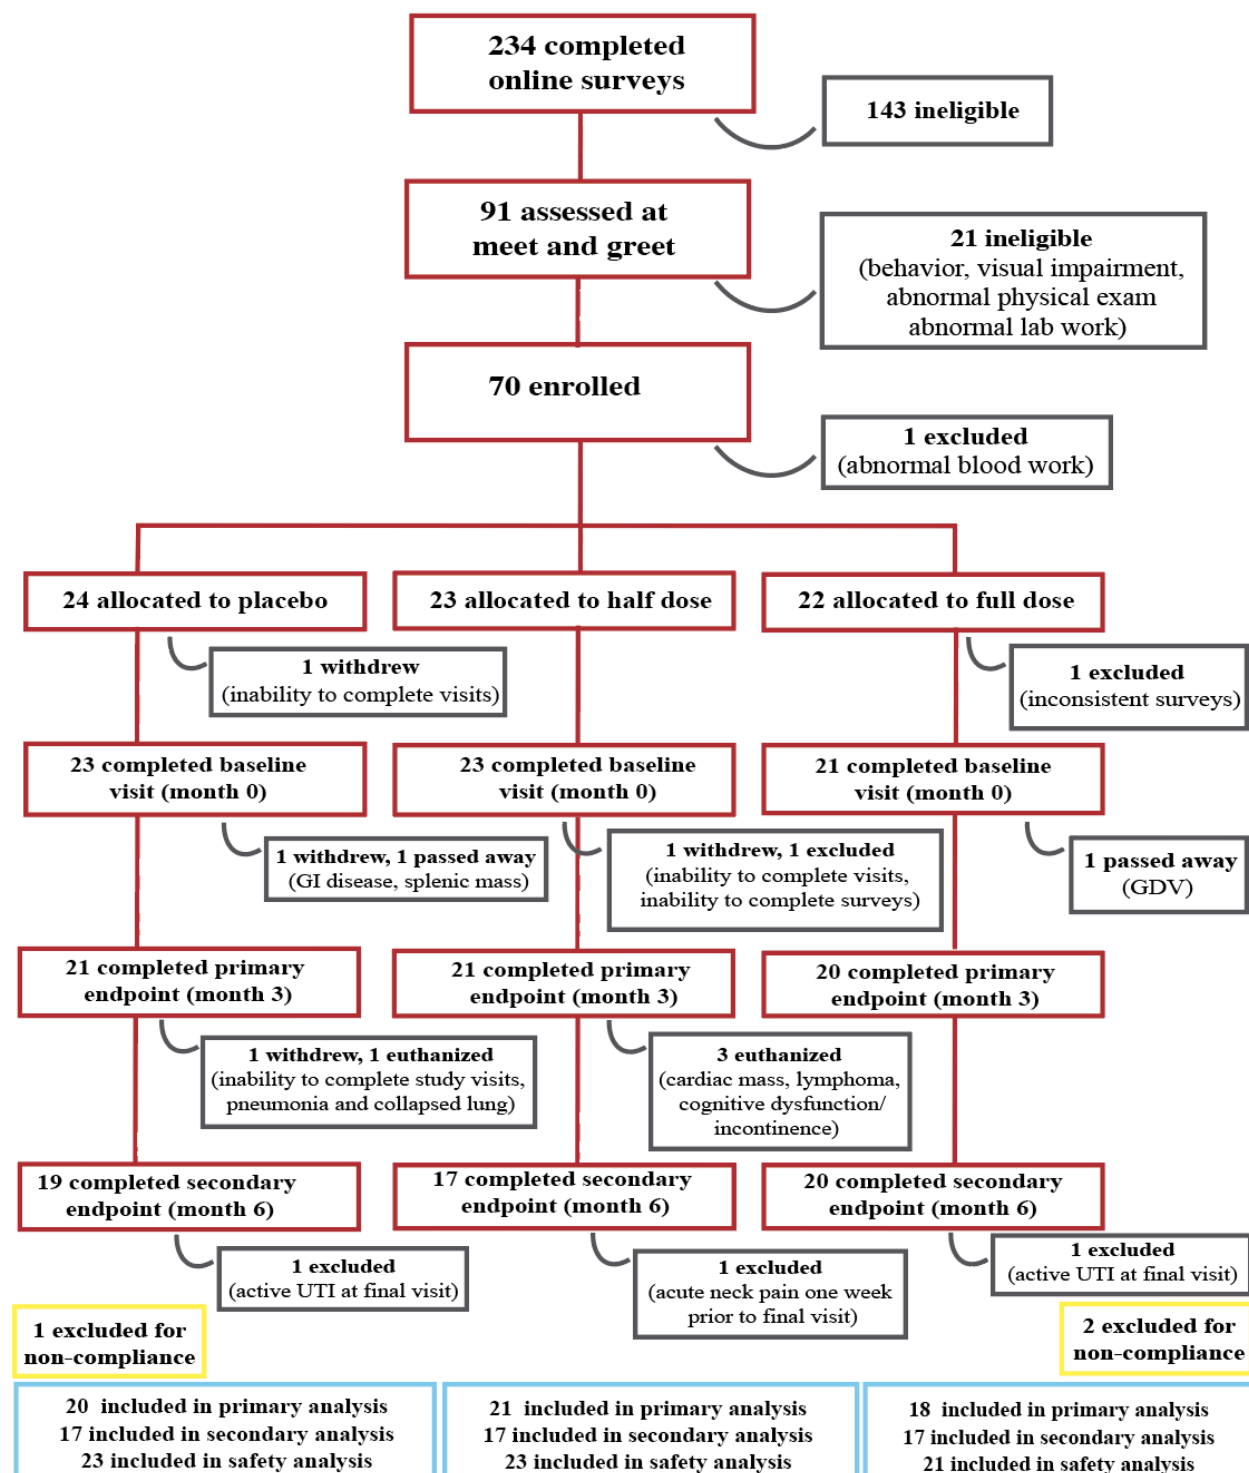 234 completed
online surveys
143 ineligible
91 assessed at
meet and greet
21 ineligible
(behavior, visual impairment,
abnormal physical exam
abnormal lab work)
70 enrolled
1 excluded
(abnormal blood work)
24 allocated to placebo
23 allocated to half dose
22 allocated to full dose
1 withdrew
(inability to complete visits)
1 excluded
(inconsistent surveys)
23 completed baseline
visit (month 0)
23 completed baseline
visit (month 0)
21 completed baseline
visit (month 0)
1 withdrew, 1 passed away
(GI disease, splenic mass)
1 withdrew, 1 excluded
(inability to complete visits,
inability to complete surveys)
1 passed away
(GDV)
21 completed primary
endpoint (month 3)
21 completed primary
endpoint (month 3)
20 completed primary
endpoint (month 3)
1 withdrew, 1 euthanized
(inability to complete study visits,
pneumonia and collapsed lung)
3 euthanized
(cardiac mass, lymphoma,
cognitive dysfunction/
incontinence)
19 completed secondary
endpoint (month 6)
17 completed secondary
endpoint (month 6)
20 completed secondary
endpoint (month 6)
1 excluded
(active UTI at final visit)
1 excluded
(acute neck pain one week
prior to final visit)
1 excluded
(active UTI at final visit)
1 excluded for
non-compliance
2 excluded for
non-compliance
20 included in primary analysis
17 included in secondary analysis
23 included in safety analysis
21 included in primary analysis
17 included in secondary analysis
23 included in safety analysis
18 included in primary analysis
17 included in secondary analysis
21 included in safety analysis